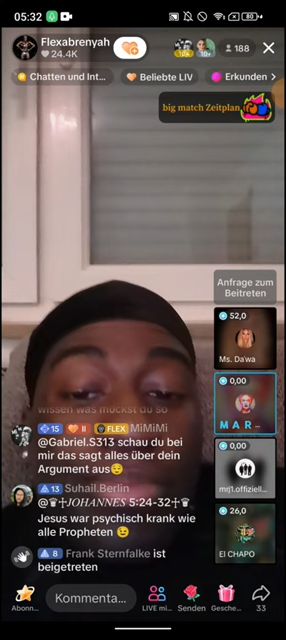 05:32
80
Flexabrenyah
24.4K
188
Chatten und Int...
Beliebte LIV
Erkunden
big match Zeitplan
Anfrage zum
Beitreten
52,0
Ms. Da'wa
0,00
M A R ..
0,00
mrj1.offiziell...
26,0
El CHAPO
wissen was mockst du so
15 II FLEX MiMiMi
@Gabriel.S313 schau du bei
mir das sagt alles über dein
Argument aus😌
13 Suhail.Berlin
@♛☥JOHANNES 5:24-32☥♛
Jesus war psychisch krank wie
alle Propheten 😉
8 Frank Sternfalke ist
beigetreten
Abonn...
Kommenta...
LIVE mi...
Senden
Gesche...
33